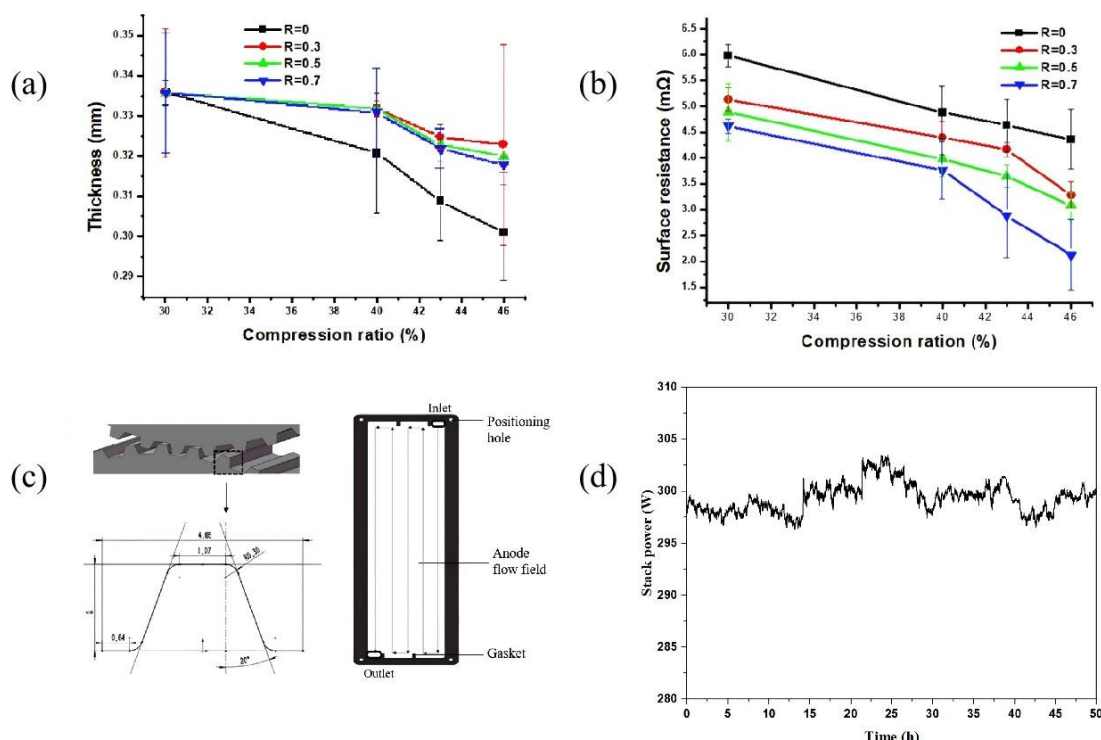 (a)
R=0
R=0.3
R=0.5
R=0.7
0.35
0.34
0.33
0.32
0.31
0.30
0.29
Thickness (mm)
30 32 34 36 38 40 42 44 46
Compression ratio (%)
(b)
R=0
R=0.3
R=0.5
R=0.7
6.0
5.5
5.0
4.5
4.0
3.5
3.0
2.5
2.0
1.5
Surface resistance (mΩ)
30 32 34 36 38 40 42 44 46
Compression ration (%)
(c)
4.65
1.07
R0.30
0.64
20°
Inlet
Positioning
hole
Anode
flow field
Gasket
Outlet
(d)
310
305
300
295
290
285
280
Stack power (W)
0 5 10 15 20 25 30 35 40 45 50
Time (h)